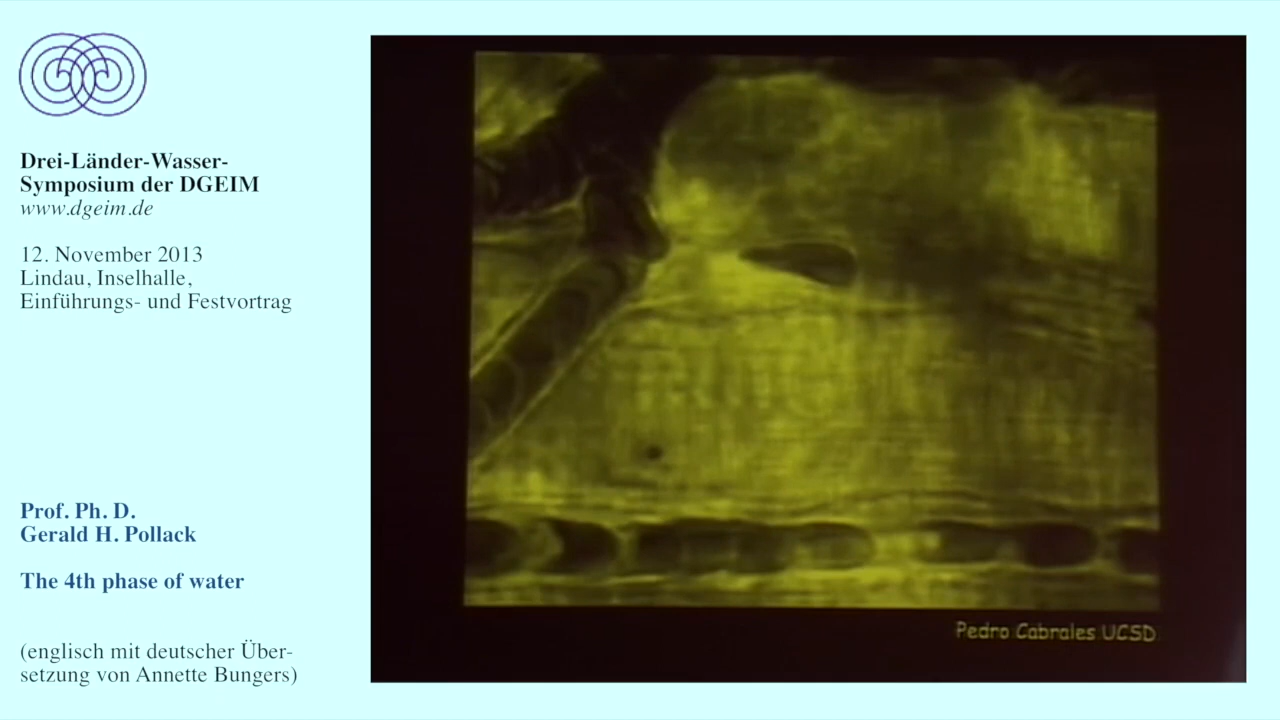 Drei-Länder-Wasser-
Symposium der DGEIM
www.dgeim.de
12. November 2013
Lindau, Inselhalle,
Einführungs- und Festvortrag
Prof. Ph. D.
Gerald H. Pollack
The 4th phase of water
(englisch mit deutscher Über-
setzung von Annette Bungers)
Pedro Cabrales UCSD